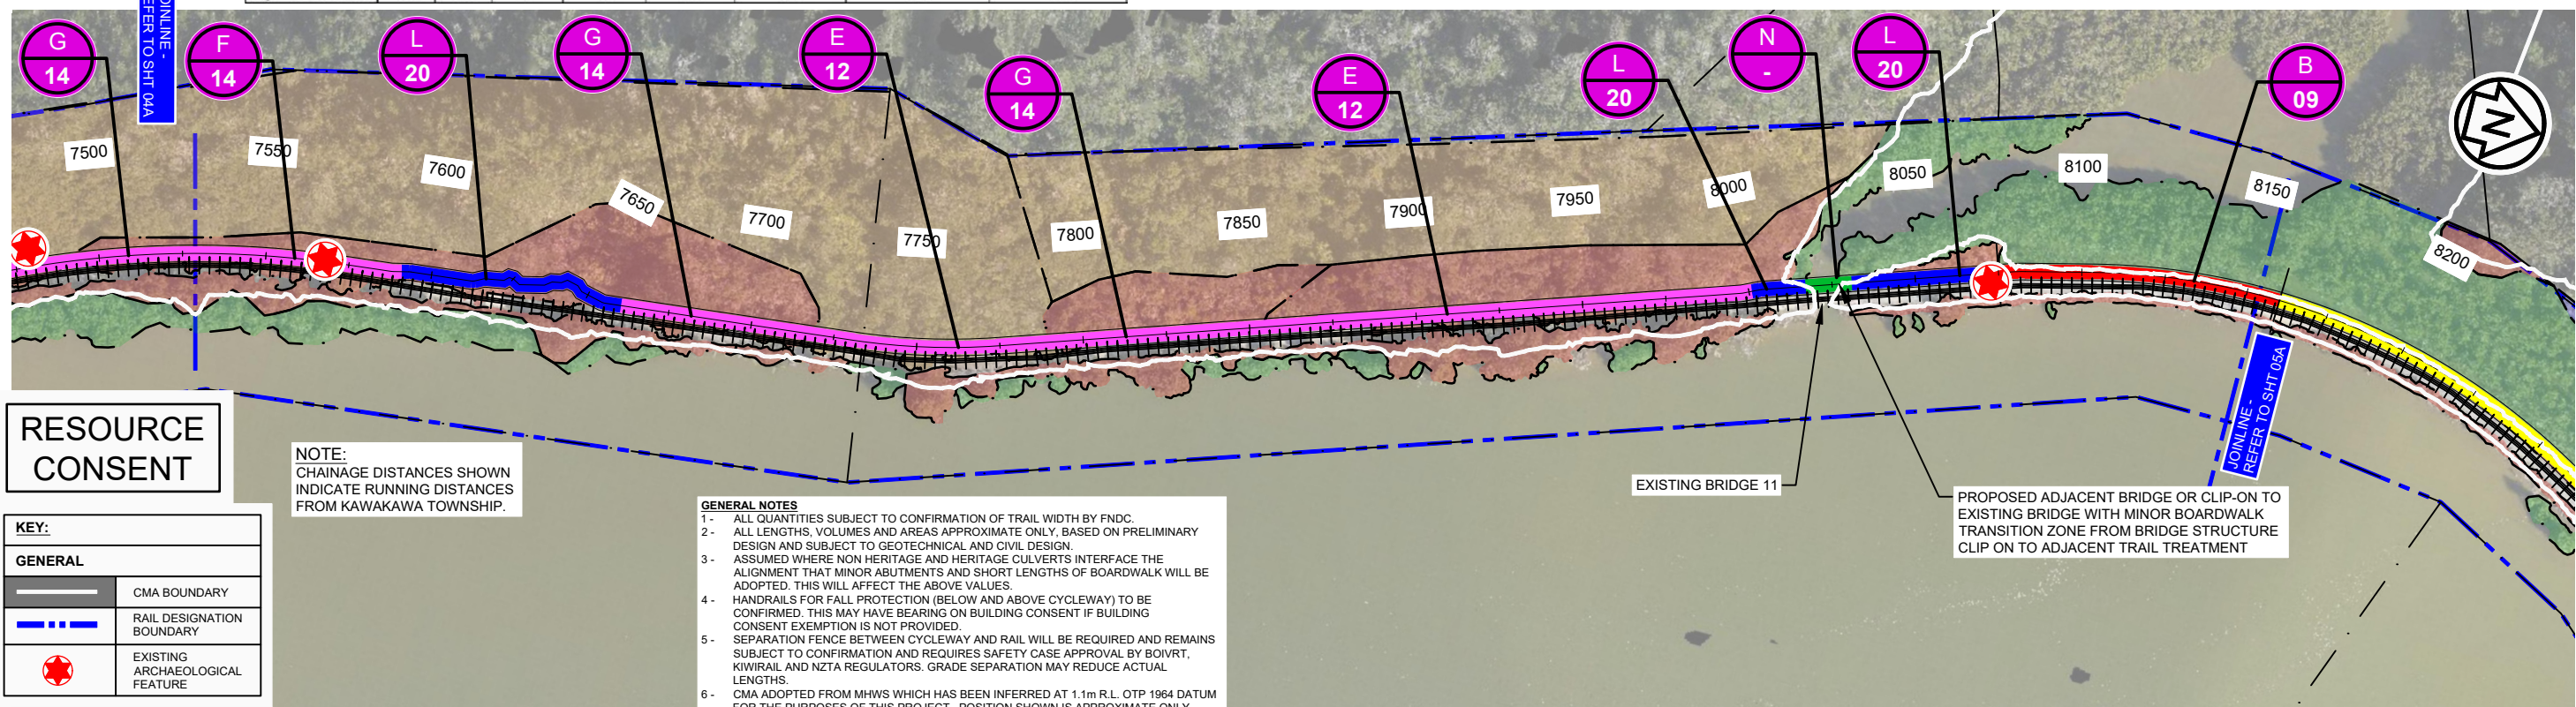 JOINLINE -
REFER TO SHT 04A
G
14
F
14
L
20
G
14
E
12
G
14
E
12
L
20
N
-
L
20
B
09
N
7500
7550
7600
7650
7700
7750
7800
7850
7900
7950
8000
8050
8100
8150
8200
JOINLINE -
REFER TO SHT 05A
EXISTING BRIDGE 11
PROPOSED ADJACENT BRIDGE OR CLIP-ON TO
EXISTING BRIDGE WITH MINOR BOARDWALK
TRANSITION ZONE FROM BRIDGE STRUCTURE
CLIP ON TO ADJACENT TRAIL TREATMENT
RESOURCE
CONSENT
NOTE:
CHAINAGE DISTANCES SHOWN
INDICATE RUNNING DISTANCES
FROM KAWAKAWA TOWNSHIP.
KEY:
GENERAL
CMA BOUNDARY
RAIL DESIGNATION
BOUNDARY
EXISTING
ARCHAEOLOGICAL
FEATURE
GENERAL NOTES
1 - ALL QUANTITIES SUBJECT TO CONFIRMATION OF TRAIL WIDTH BY FNDC.
2 - ALL LENGTHS, VOLUMES AND AREAS APPROXIMATE ONLY, BASED ON PRELIMINARY
DESIGN AND SUBJECT TO GEOTECHNICAL AND CIVIL DESIGN.
3 - ASSUMED WHERE NON HERITAGE AND HERITAGE CULVERTS INTERFACE THE
ALIGNMENT THAT MINOR ABUTMENTS AND SHORT LENGTHS OF BOARDWALK WILL BE
ADOPTED. THIS WILL AFFECT THE ABOVE VALUES.
4 - HANDRAILS FOR FALL PROTECTION (BELOW AND ABOVE CYCLEWAY) TO BE
CONFIRMED. THIS MAY HAVE BEARING ON BUILDING CONSENT IF BUILDING
CONSENT EXEMPTION IS NOT PROVIDED.
5 - SEPARATION FENCE BETWEEN CYCLEWAY AND RAIL WILL BE REQUIRED AND REMAINS
SUBJECT TO CONFIRMATION AND REQUIRES SAFETY CASE APPROVAL BY BOIVRT,
KIWIRAIL AND NZTA REGULATORS. GRADE SEPARATION MAY REDUCE ACTUAL
LENGTHS.
6 - CMA ADOPTED FROM MHWS WHICH HAS BEEN INFERRED AT 1.1m R.L. OTP 1964 DATUM
FOR THE PURPOSES OF THIS PROJECT. POSITION SHOWN IS APPROXIMATE ONLY